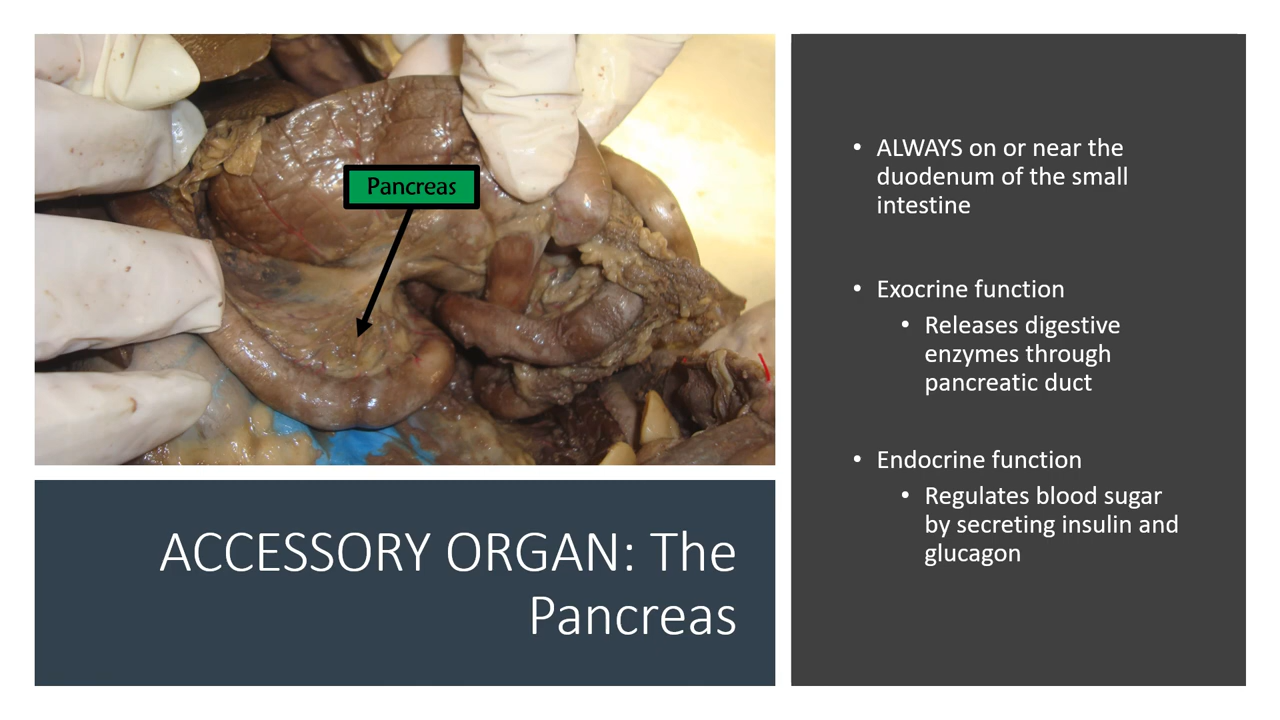 Pancreas
ACCESSORY ORGAN: The
Pancreas
• ALWAYS on or near the
duodenum of the small
intestine
• Exocrine function
• Releases digestive
enzymes through
pancreatic duct
• Endocrine function
• Regulates blood sugar
by secreting insulin and
glucagon